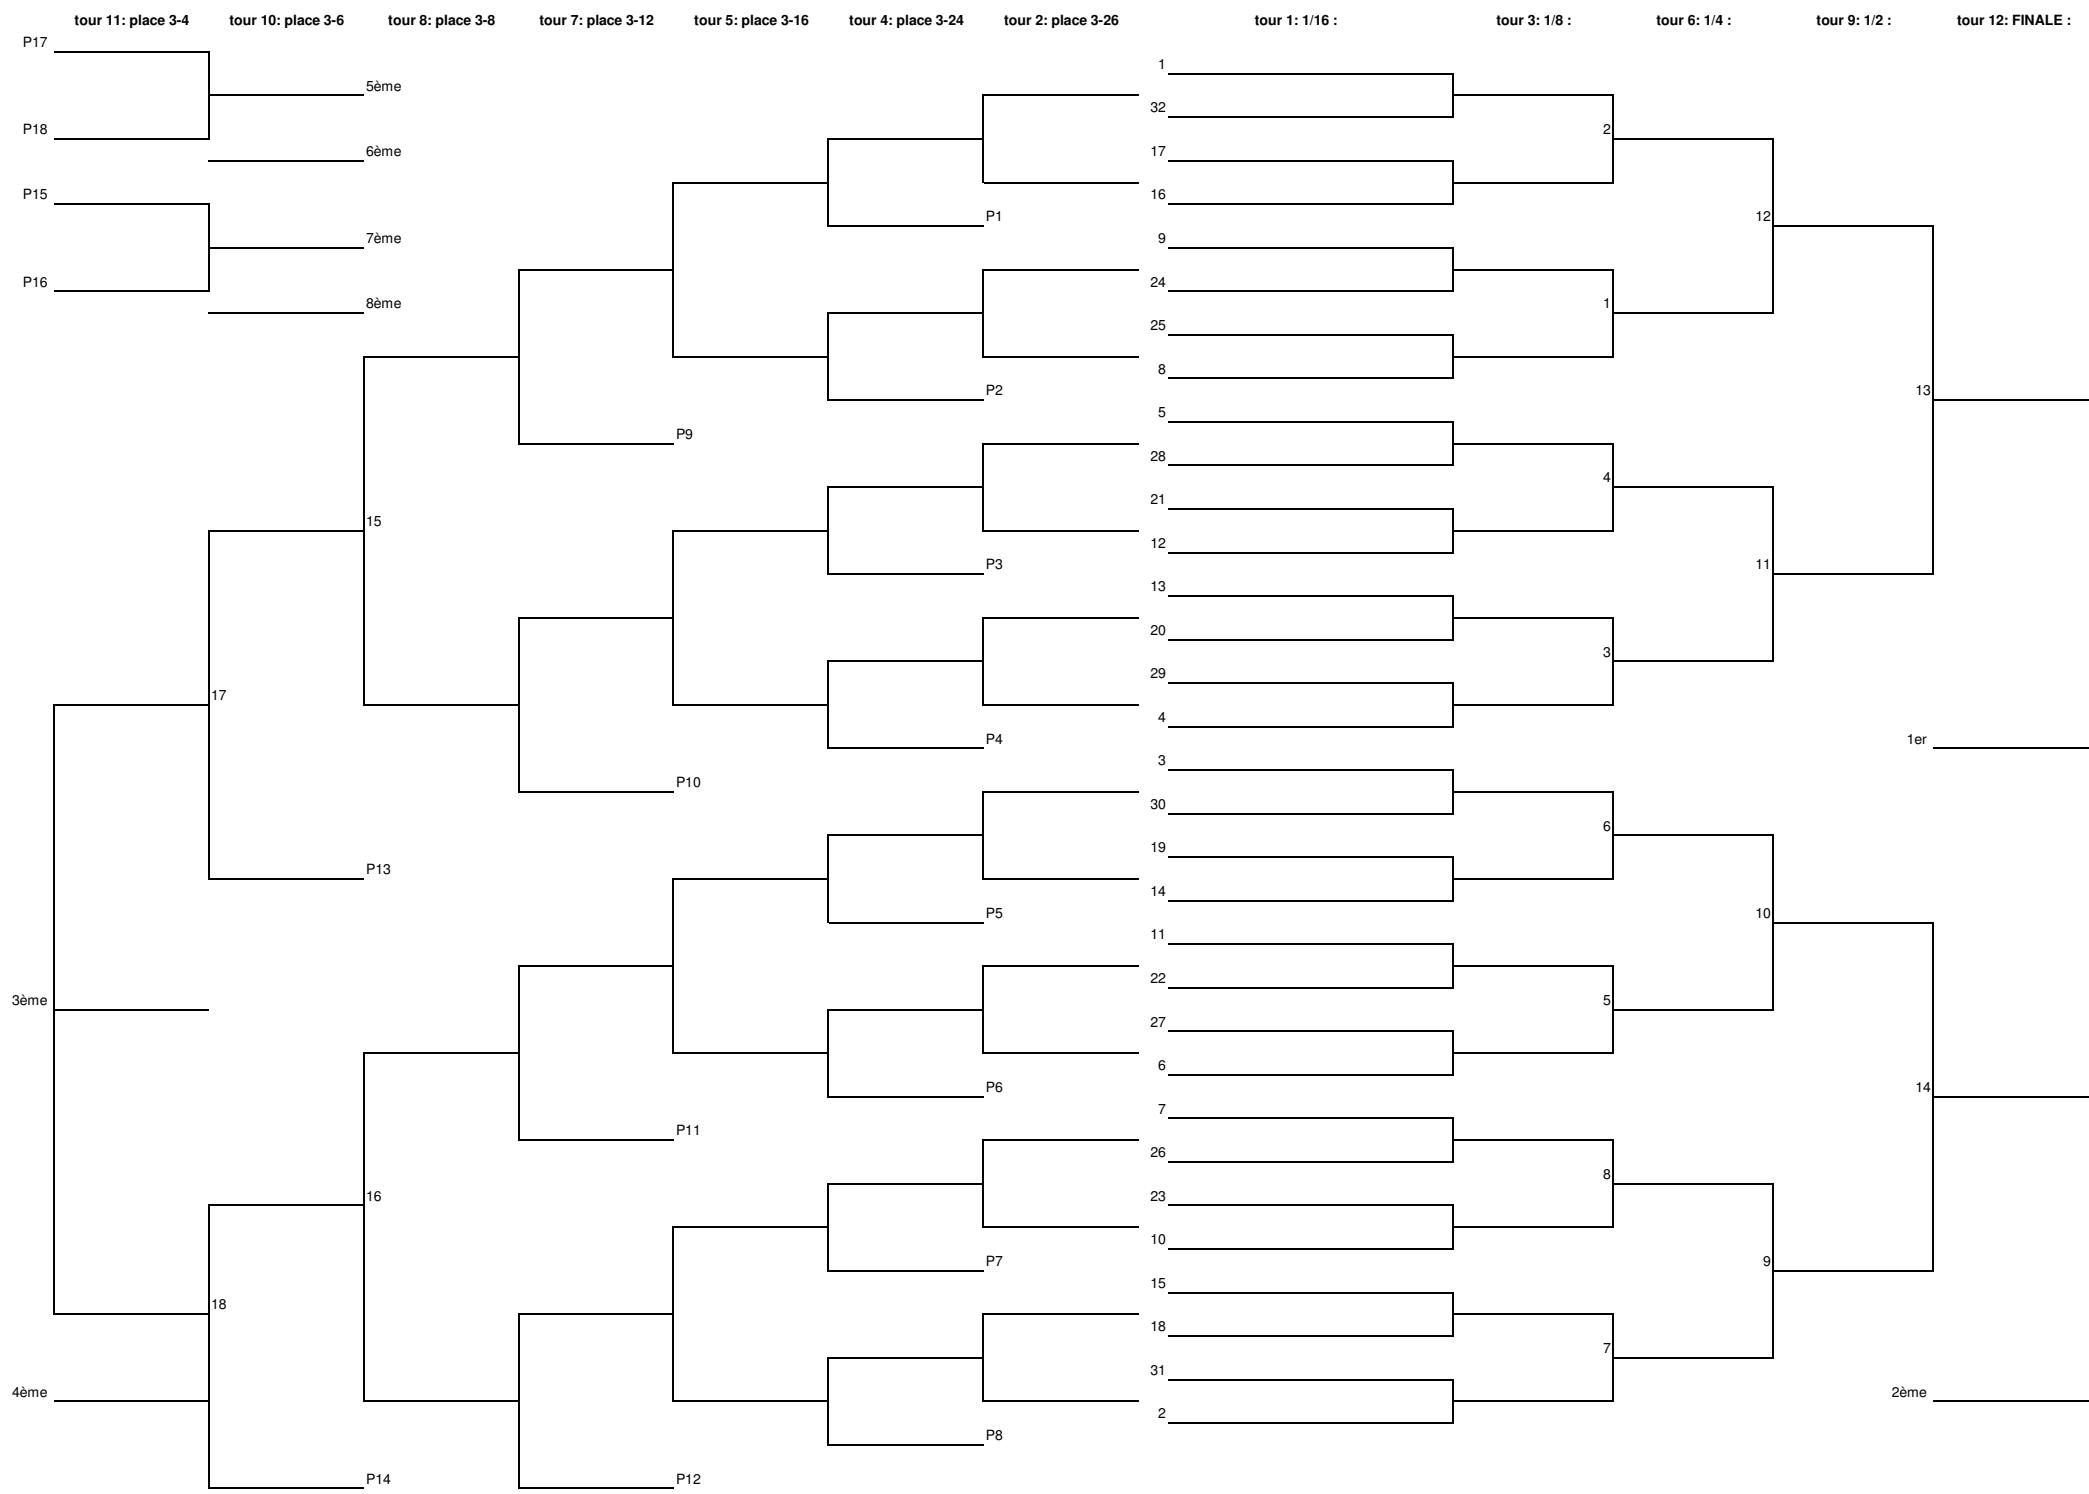 tour 11: place 3-4 tour 10: place 3-6 tour 8: place 3-8 tour 7: place 3-12 tour 5: place 3-16 tour 4: place 3-24 tour 2: place 3-26 tour 1: 1/16 : tour 3: 1/8 : tour 6: 1/4 : tour 9: 1/2 : tour 12: FINALE :
P17
1
5ème
32
P18 2
6ème 17
P15 16
P1 12
7ème 9
P16 24
8ème 1
25
8
P2 13
5
P9
28
4
21
15
12
P3 11
13
20
3
29
17
4
P4 1er
3
P10
30
6
19
P13
14
P5 10
11
22
3ème 5
27
6
P6 14
7
P11
26
8
16 23
10
P7 9
15
18
18
7
31
4ème 2ème
2
P8
P14 P12